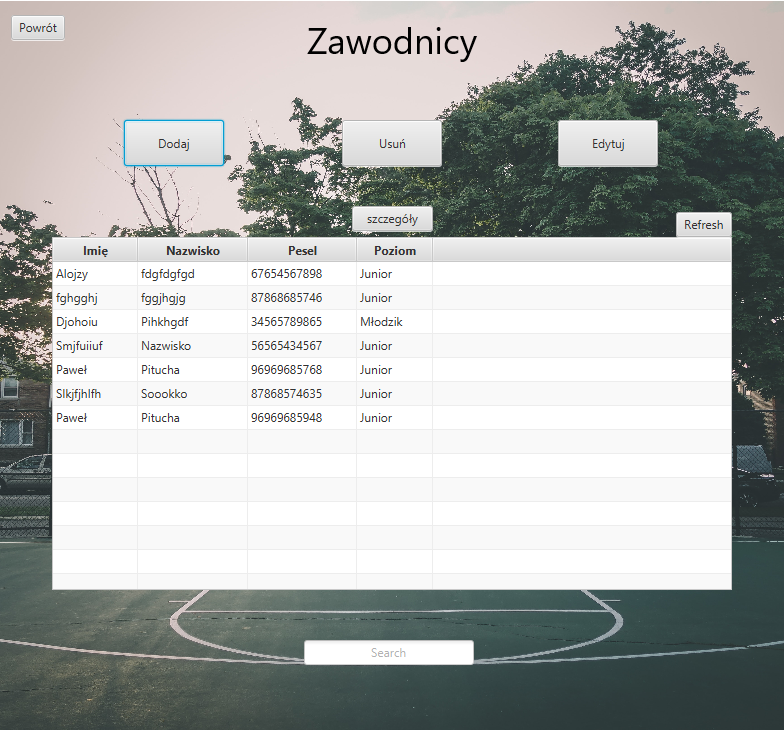 Powrót
Zawodnicy
Dodaj Usuń Edytuj
szczegóły
Refresh
Imię Nazwisko Pesel Poziom
Alojzy fdgfdgfgd 67654567898 Junior
fghgghj fggjhgjg 87868685746 Junior
Djohoiu Pihkhgdf 34565789865 Młodzik
Smjfuiiuf Nazwisko 56565434567 Junior
Paweł Pitucha 96969685768 Junior
Slkjfjhlfh Soookko 87868574635 Junior
Paweł Pitucha 96969685948 Junior
Search